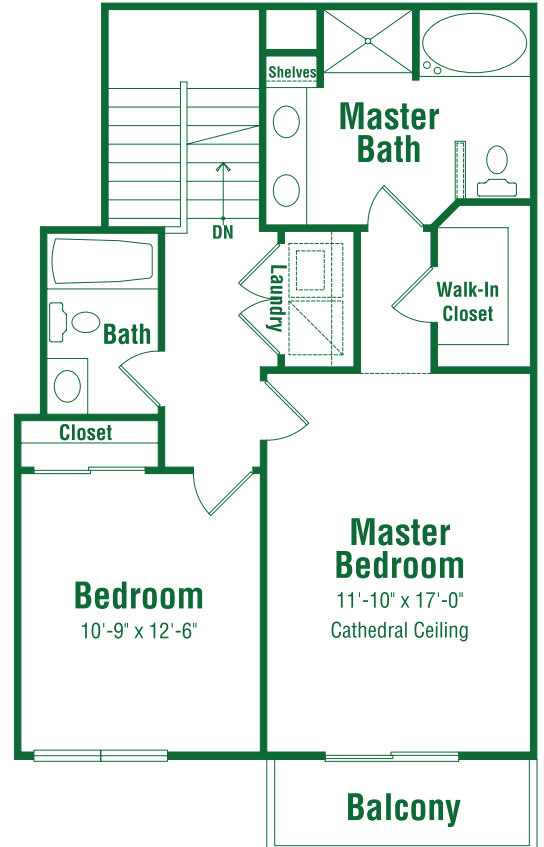 Shelves
Master
Bath
DN
Laundry
Walk-In
Closet
Bath
Closet
Master
Bedroom
11'-10" x 17'-0"
Cathedral Ceiling
Bedroom
10'-9" x 12'-6"
Balcony